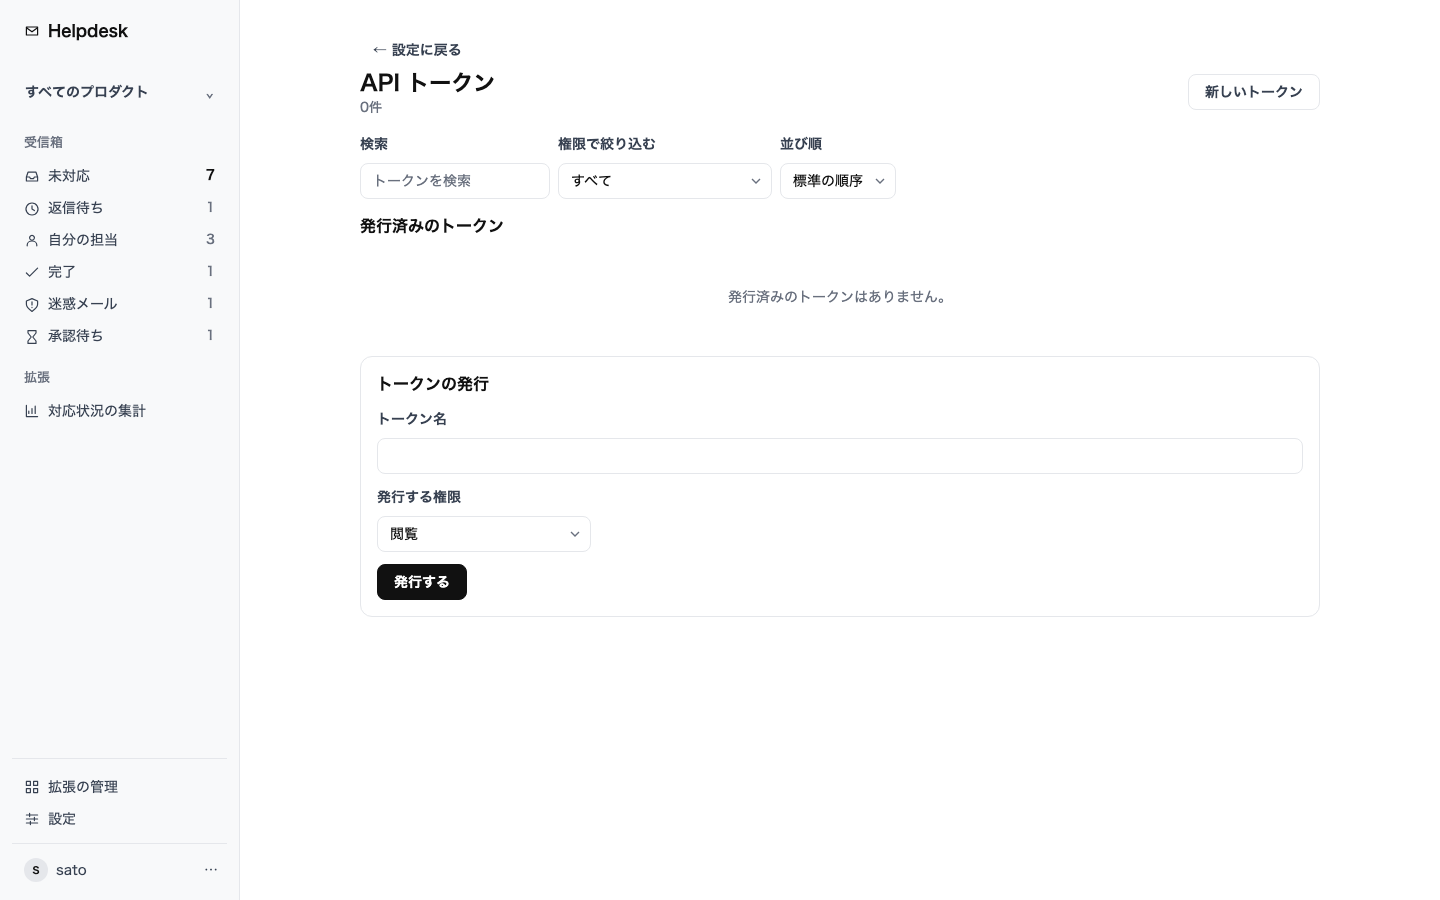 Helpdesk
すべてのプロダクト
受信箱
未対応 7
返信待ち 1
自分の担当 3
完了 1
迷惑メール 1
承認待ち 1
拡張
対応状況の集計
拡張の管理
設定
S sato ...
← 設定に戻る
API トークン
0件
新しいトークン
検索 権限で絞り込む 並び順
トークンを検索 すべて 標準の順序
発行済みのトークン
発行済みのトークンはありません。
トークンの発行
トークン名
発行する権限
閲覧
発行する